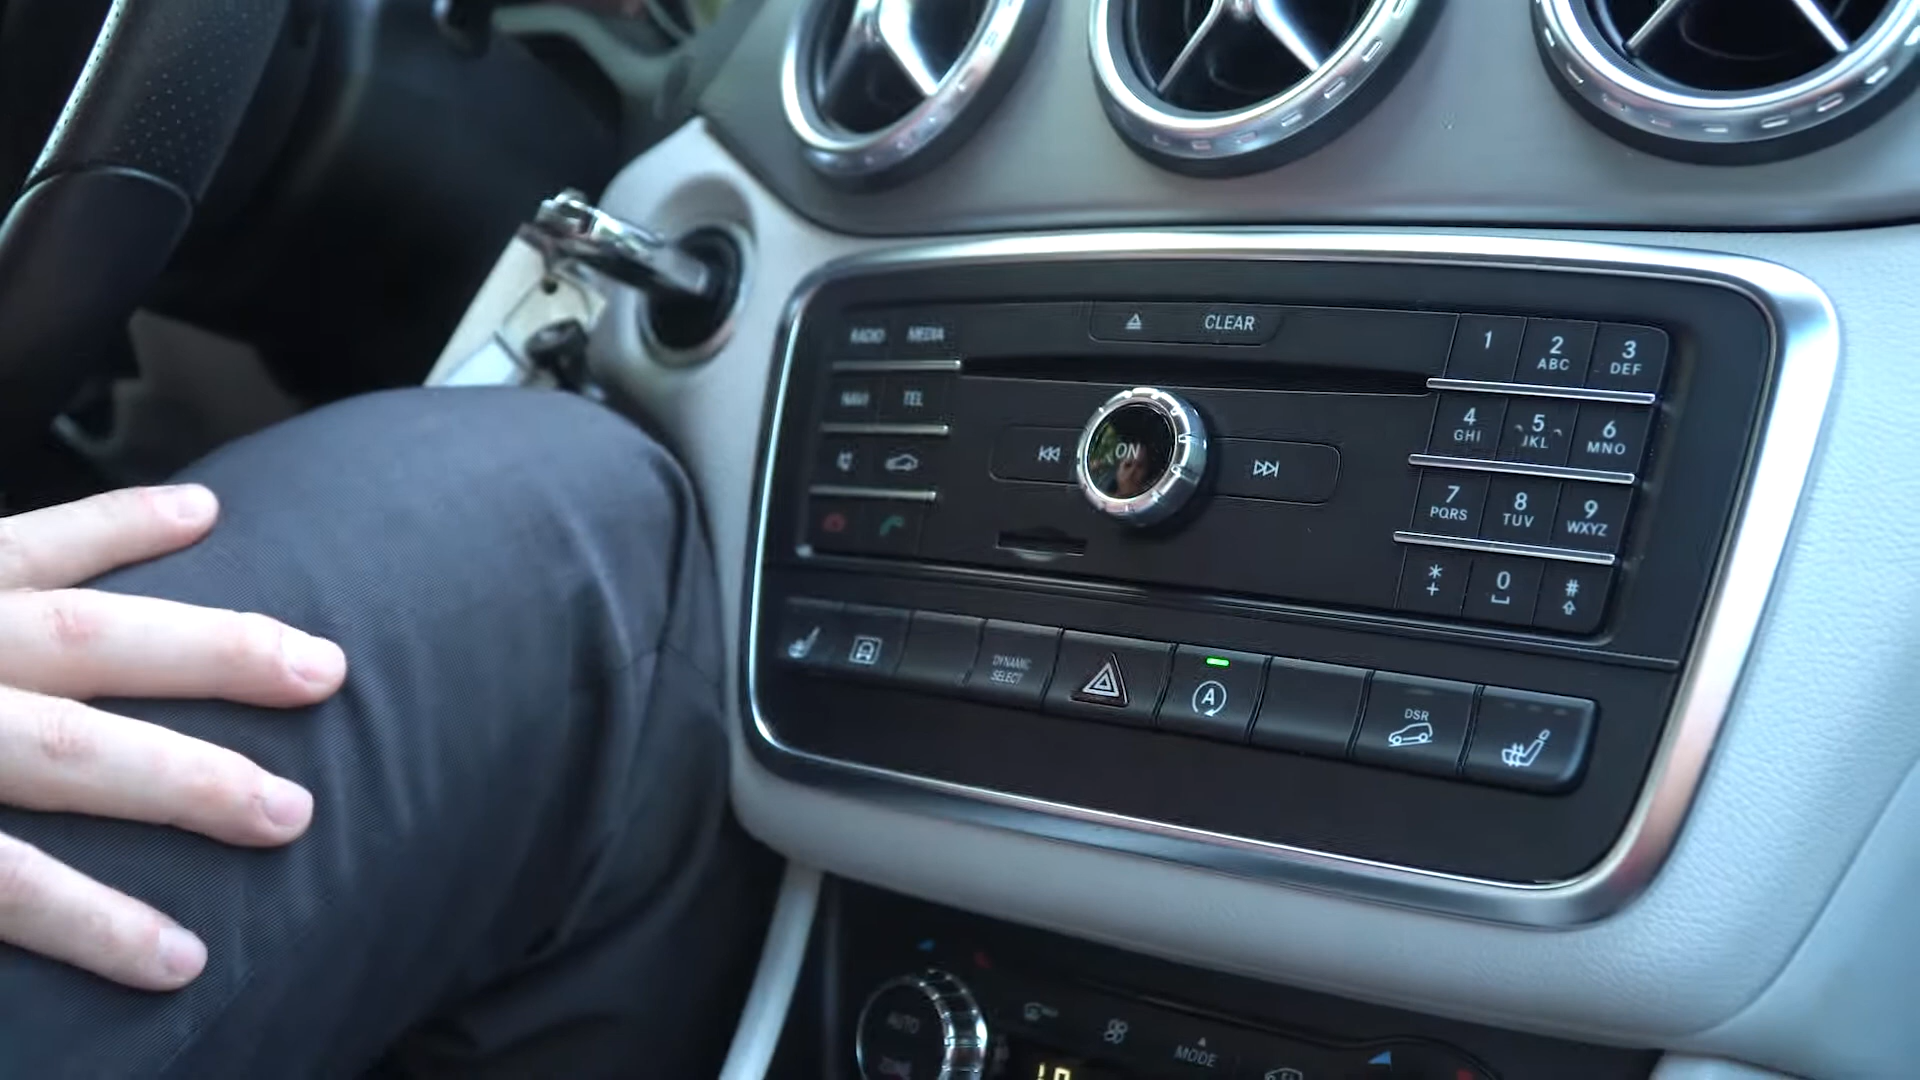 RADIO MEDIA
CLEAR
1 2 ABC 3 DEF
NAVI TEL
ON
4 GHI 5 JKL 6 MNO
7 PQRS 8 TUV 9 WXYZ
* + 0 #
DYNAMIC
SELECT
A
DSR
AUTO
ZONE
MODE